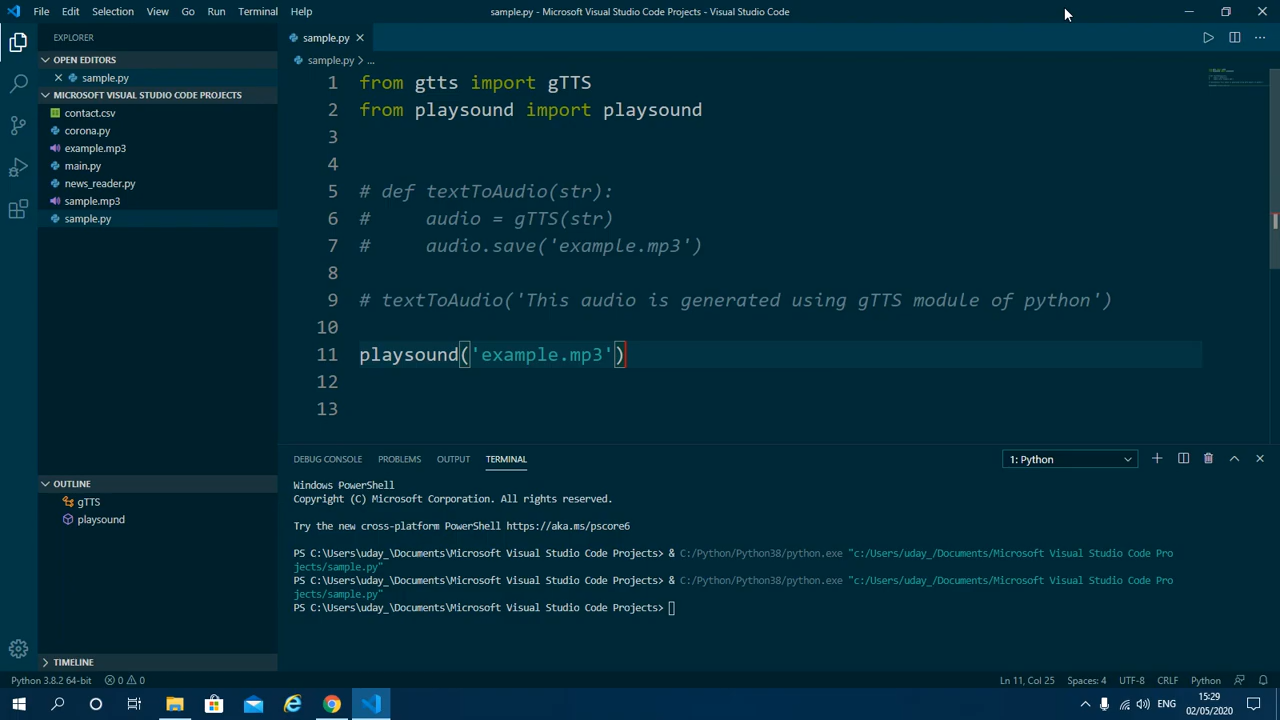 File Edit Selection View Go Run Terminal Help sample.py - Microsoft Visual Studio Code Projects - Visual Studio Code
EXPLORER
OPEN EDITORS
sample.py
MICROSOFT VISUAL STUDIO CODE PROJECTS
contact.csv
corona.py
example.mp3
main.py
news_reader.py
sample.mp3
sample.py
OUTLINE
gTTS
playsound
TIMELINE
sample.py
sample.py > ...
1 from gtts import gTTS
2 from playsound import playsound
3
4
5 # def textToAudio(str):
6 #     audio = gTTS(str)
7 #     audio.save('example.mp3')
8
9 # textToAudio('This audio is generated using gTTS module of python')
10
11 playsound('example.mp3')
12
13
DEBUG CONSOLE PROBLEMS OUTPUT TERMINAL 1: Python
Windows PowerShell
Copyright (C) Microsoft Corporation. All rights reserved.
Try the new cross-platform PowerShell https://aka.ms/pscore6
PS C:\Users\uday_\Documents\Microsoft Visual Studio Code Projects> & C:/Python/Python38/python.exe "c:/Users/uday_/Documents/Microsoft Visual Studio Code Pro
jects/sample.py"
PS C:\Users\uday_\Documents\Microsoft Visual Studio Code Projects> & C:/Python/Python38/python.exe "c:/Users/uday_/Documents/Microsoft Visual Studio Code Pro
jects/sample.py"
PS C:\Users\uday_\Documents\Microsoft Visual Studio Code Projects>
Python 3.8.2 64-bit 0 0 Ln 11, Col 25 Spaces: 4 UTF-8 CRLF Python
ENG
15:29
02/05/2020